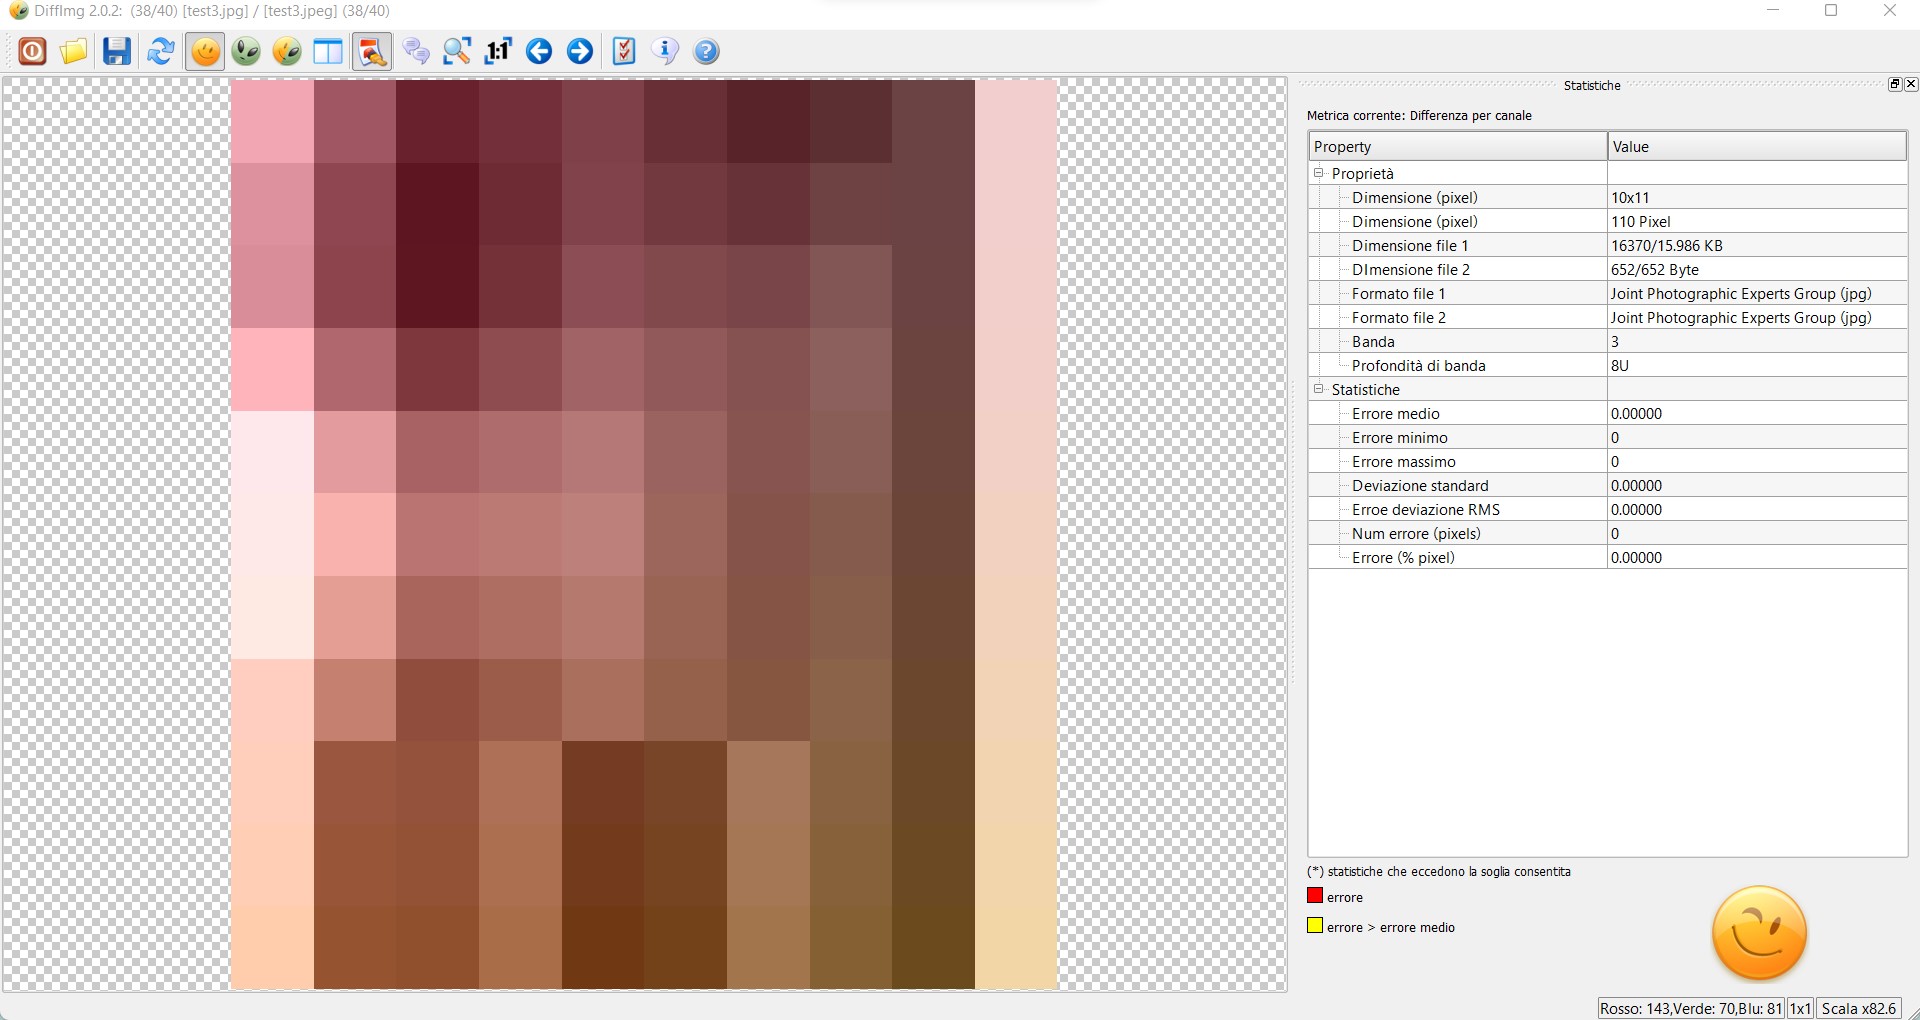 DiffImg 2.0.2: (38/40) [test3.jpg] / [test3.jpeg] (38/40)
1:1
Statistiche
Metrica corrente: Differenza per canale
Property Value
Proprietà
Dimensione (pixel) 10x11
Dimensione (pixel) 110 Pixel
Dimensione file 1 16370/15.986 KB
DImensione file 2 652/652 Byte
Formato file 1 Joint Photographic Experts Group (jpg)
Formato file 2 Joint Photographic Experts Group (jpg)
Banda 3
Profondità di banda 8U
Statistiche
Errore medio 0.00000
Errore minimo 0
Errore massimo 0
Deviazione standard 0.00000
Erroe deviazione RMS 0.00000
Num errore (pixels) 0
Errore (% pixel) 0.00000
(*) statistiche che eccedono la soglia consentita
errore
errore > errore medio
Rosso: 143,Verde: 70,Blu: 81 1x1 Scala x82.6